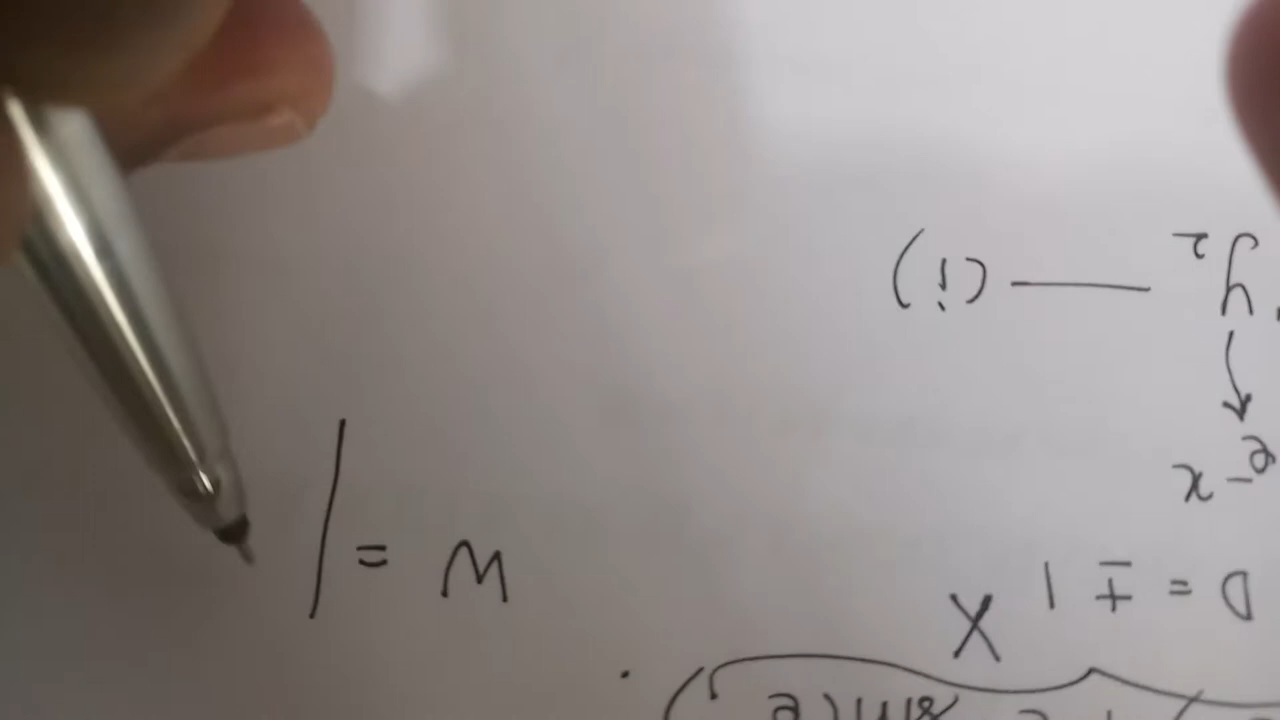 D = ± 1 X
W = |
e^-x
y₂ — (i)